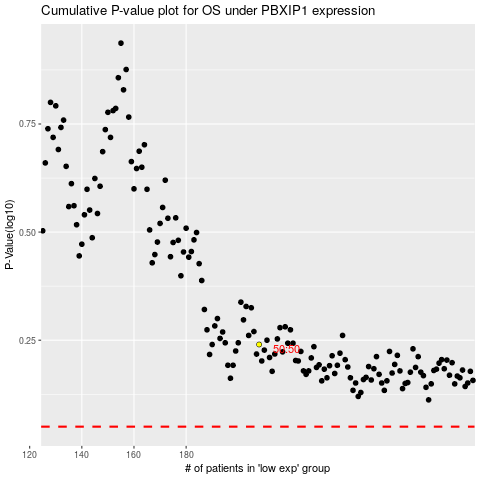 Cumulative P-value plot for OS under PBXIP1 expression
P-Value(log10)
0.75
0.50
0.25
50:50
120
140
160
180
# of patients in 'low exp' group